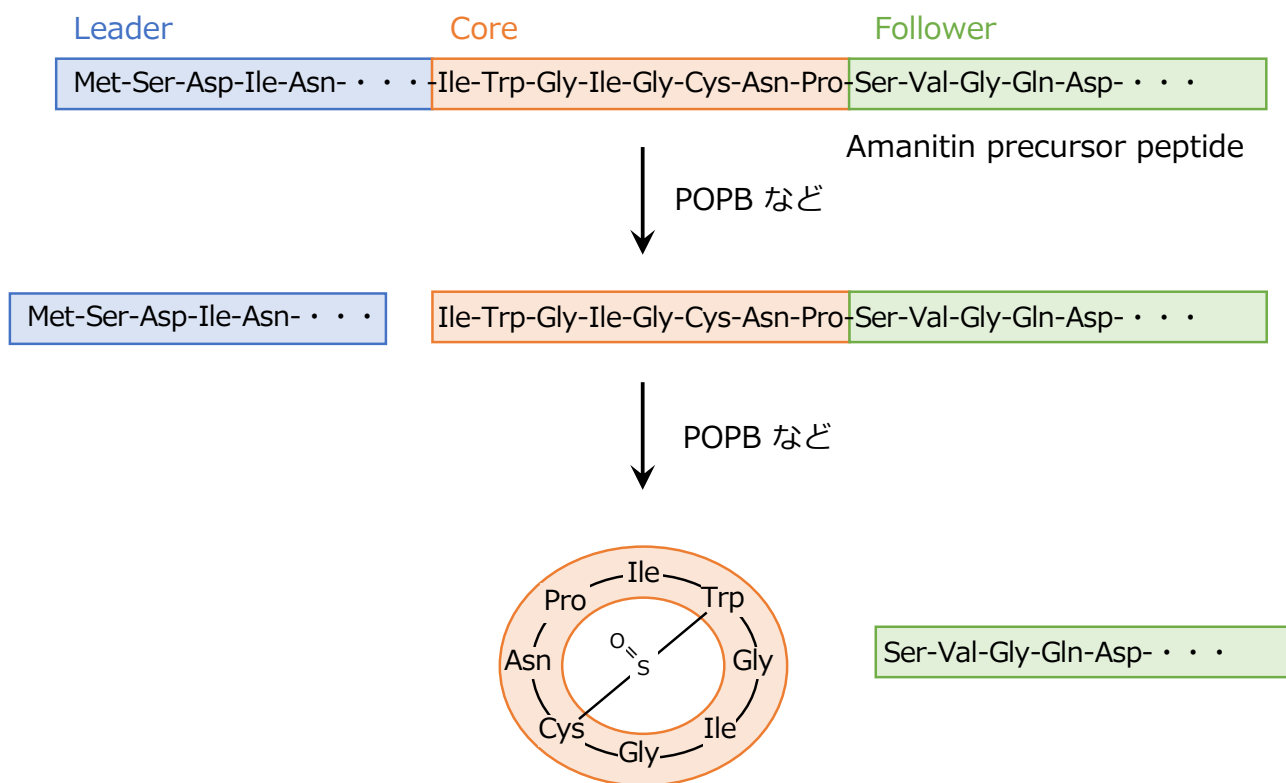 Leader
Core
Follower
Met-Ser-Asp-Ile-Asn-・・・-Ile-Trp-Gly-Ile-Gly-Cys-Asn-Pro-Ser-Val-Gly-Gln-Asp-・・・
Amanitin precursor peptide
POPB など
Met-Ser-Asp-Ile-Asn-・・・
Ile-Trp-Gly-Ile-Gly-Cys-Asn-Pro-Ser-Val-Gly-Gln-Asp-・・・
POPB など
Ile
Pro
Trp
O
S
Asn
Gly
Cys
Ile
Gly
Ser-Val-Gly-Gln-Asp-・・・